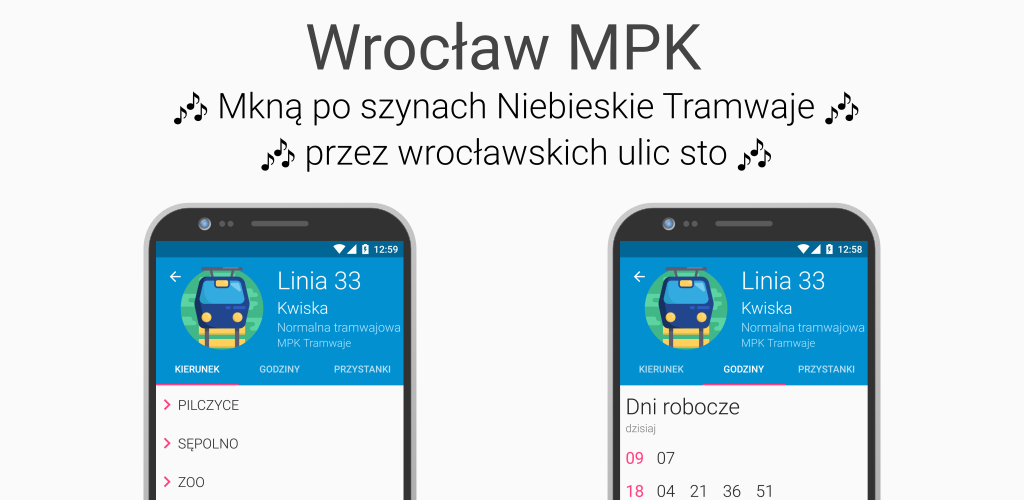 Wrocław MPK
🎶 Mkną po szynach Niebieskie Tramwaje 🎶
🎶 przez wrocławskich ulic sto 🎶
12:59
Linia 33
Kwiska
Normalna tramwajowa
MPK Tramwaje
KIERUNEK GODZINY PRZYSTANKI
PILCZYCE
SĘPOLNO
ZOO
12:58
Linia 33
Kwiska
Normalna tramwajowa
MPK Tramwaje
KIERUNEK GODZINY PRZYSTANKI
Dni robocze
dzisiaj
09 07
18 04 21 36 51